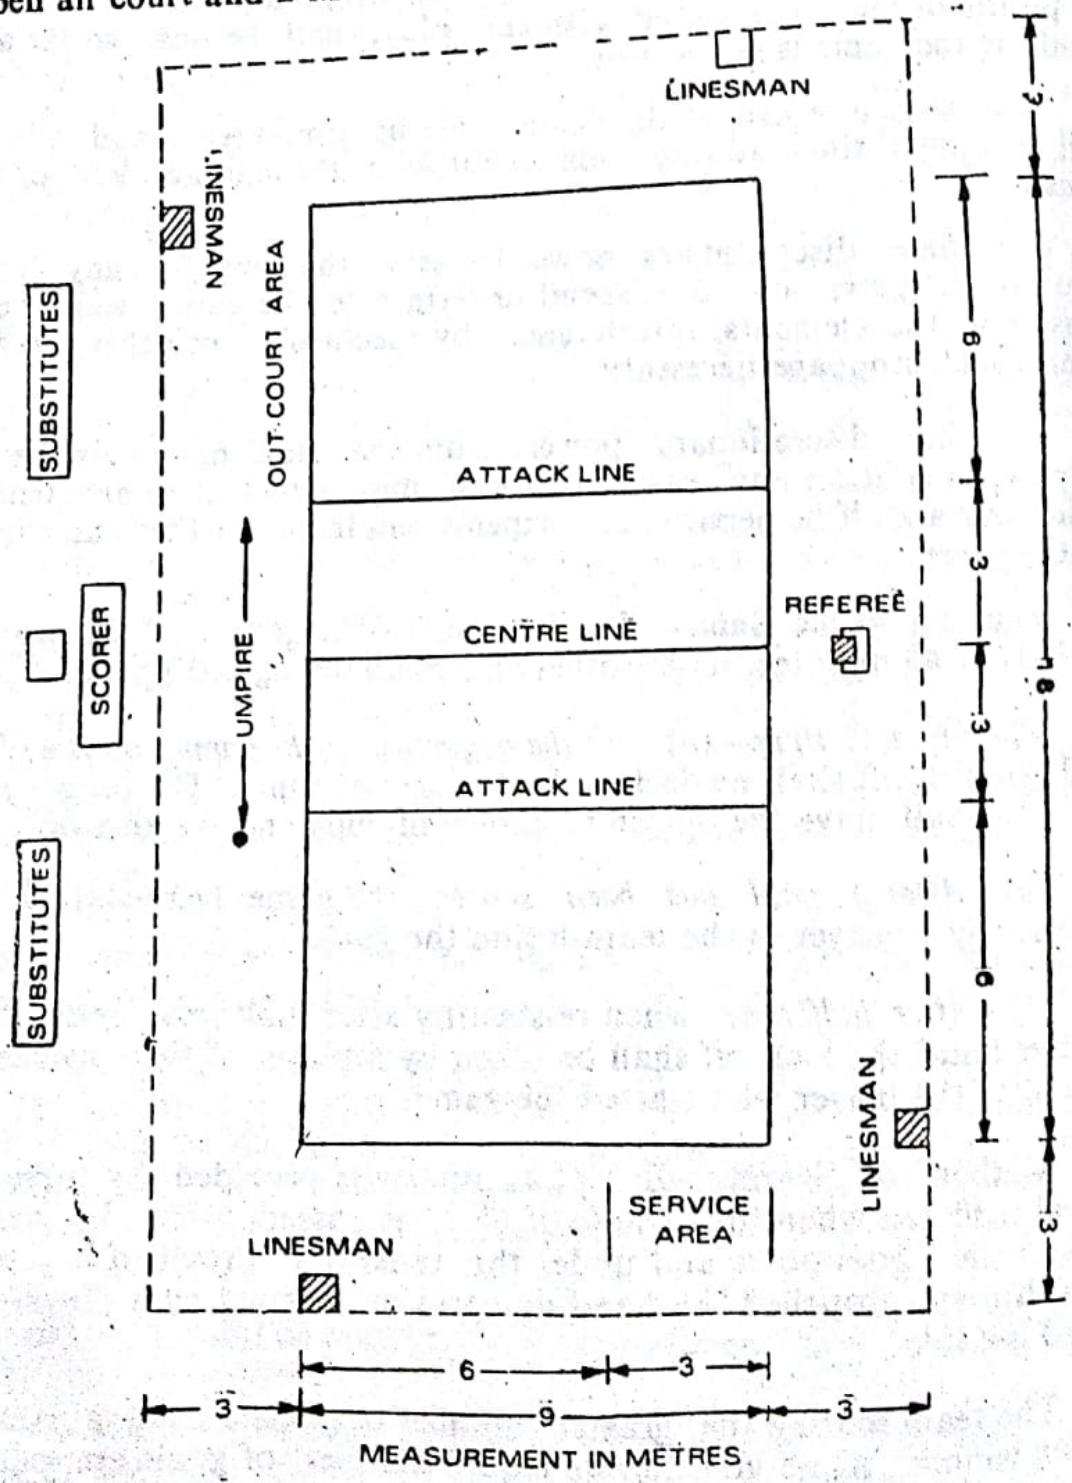 LINESMAN
3
LINESMAN
OUT-COURT AREA
SUBSTITUTES
6
ATTACK LINE
3
REFEREE
CENTRE LINE
SCORER
UMPIRE
18
3
ATTACK LINE
SUBSTITUTES
6
LINESMAN
SERVICE
AREA
3
LINESMAN
6
3
3
9
3
MEASUREMENT IN METRES